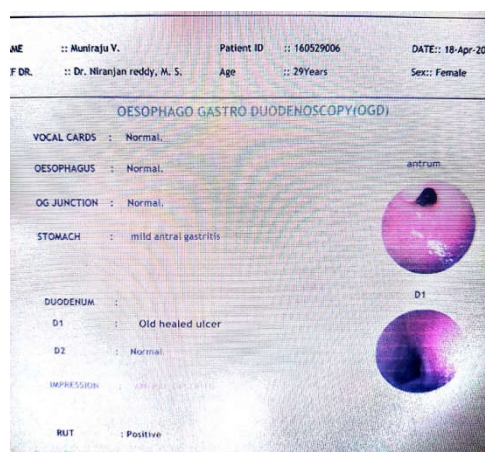 ME :: Muniraju V. Patient ID :: 160529006 DATE:: 18-Apr-20
F DR. :: Dr. Niranjan reddy, M. S. Age :: 29Years Sex:: Female
OESOPHAGO GASTRO DUODENOSCOPY(OGD)
VOCAL CARDS : Normal.
OESOPHAGUS : Normal.
antrum
OG JUNCTION : Normal.
STOMACH : mild antral gastritis
DUODENUM :
D1
D1 : Old healed ulcer
D2 : Normal
IMPRESSION :
RUT : Positive